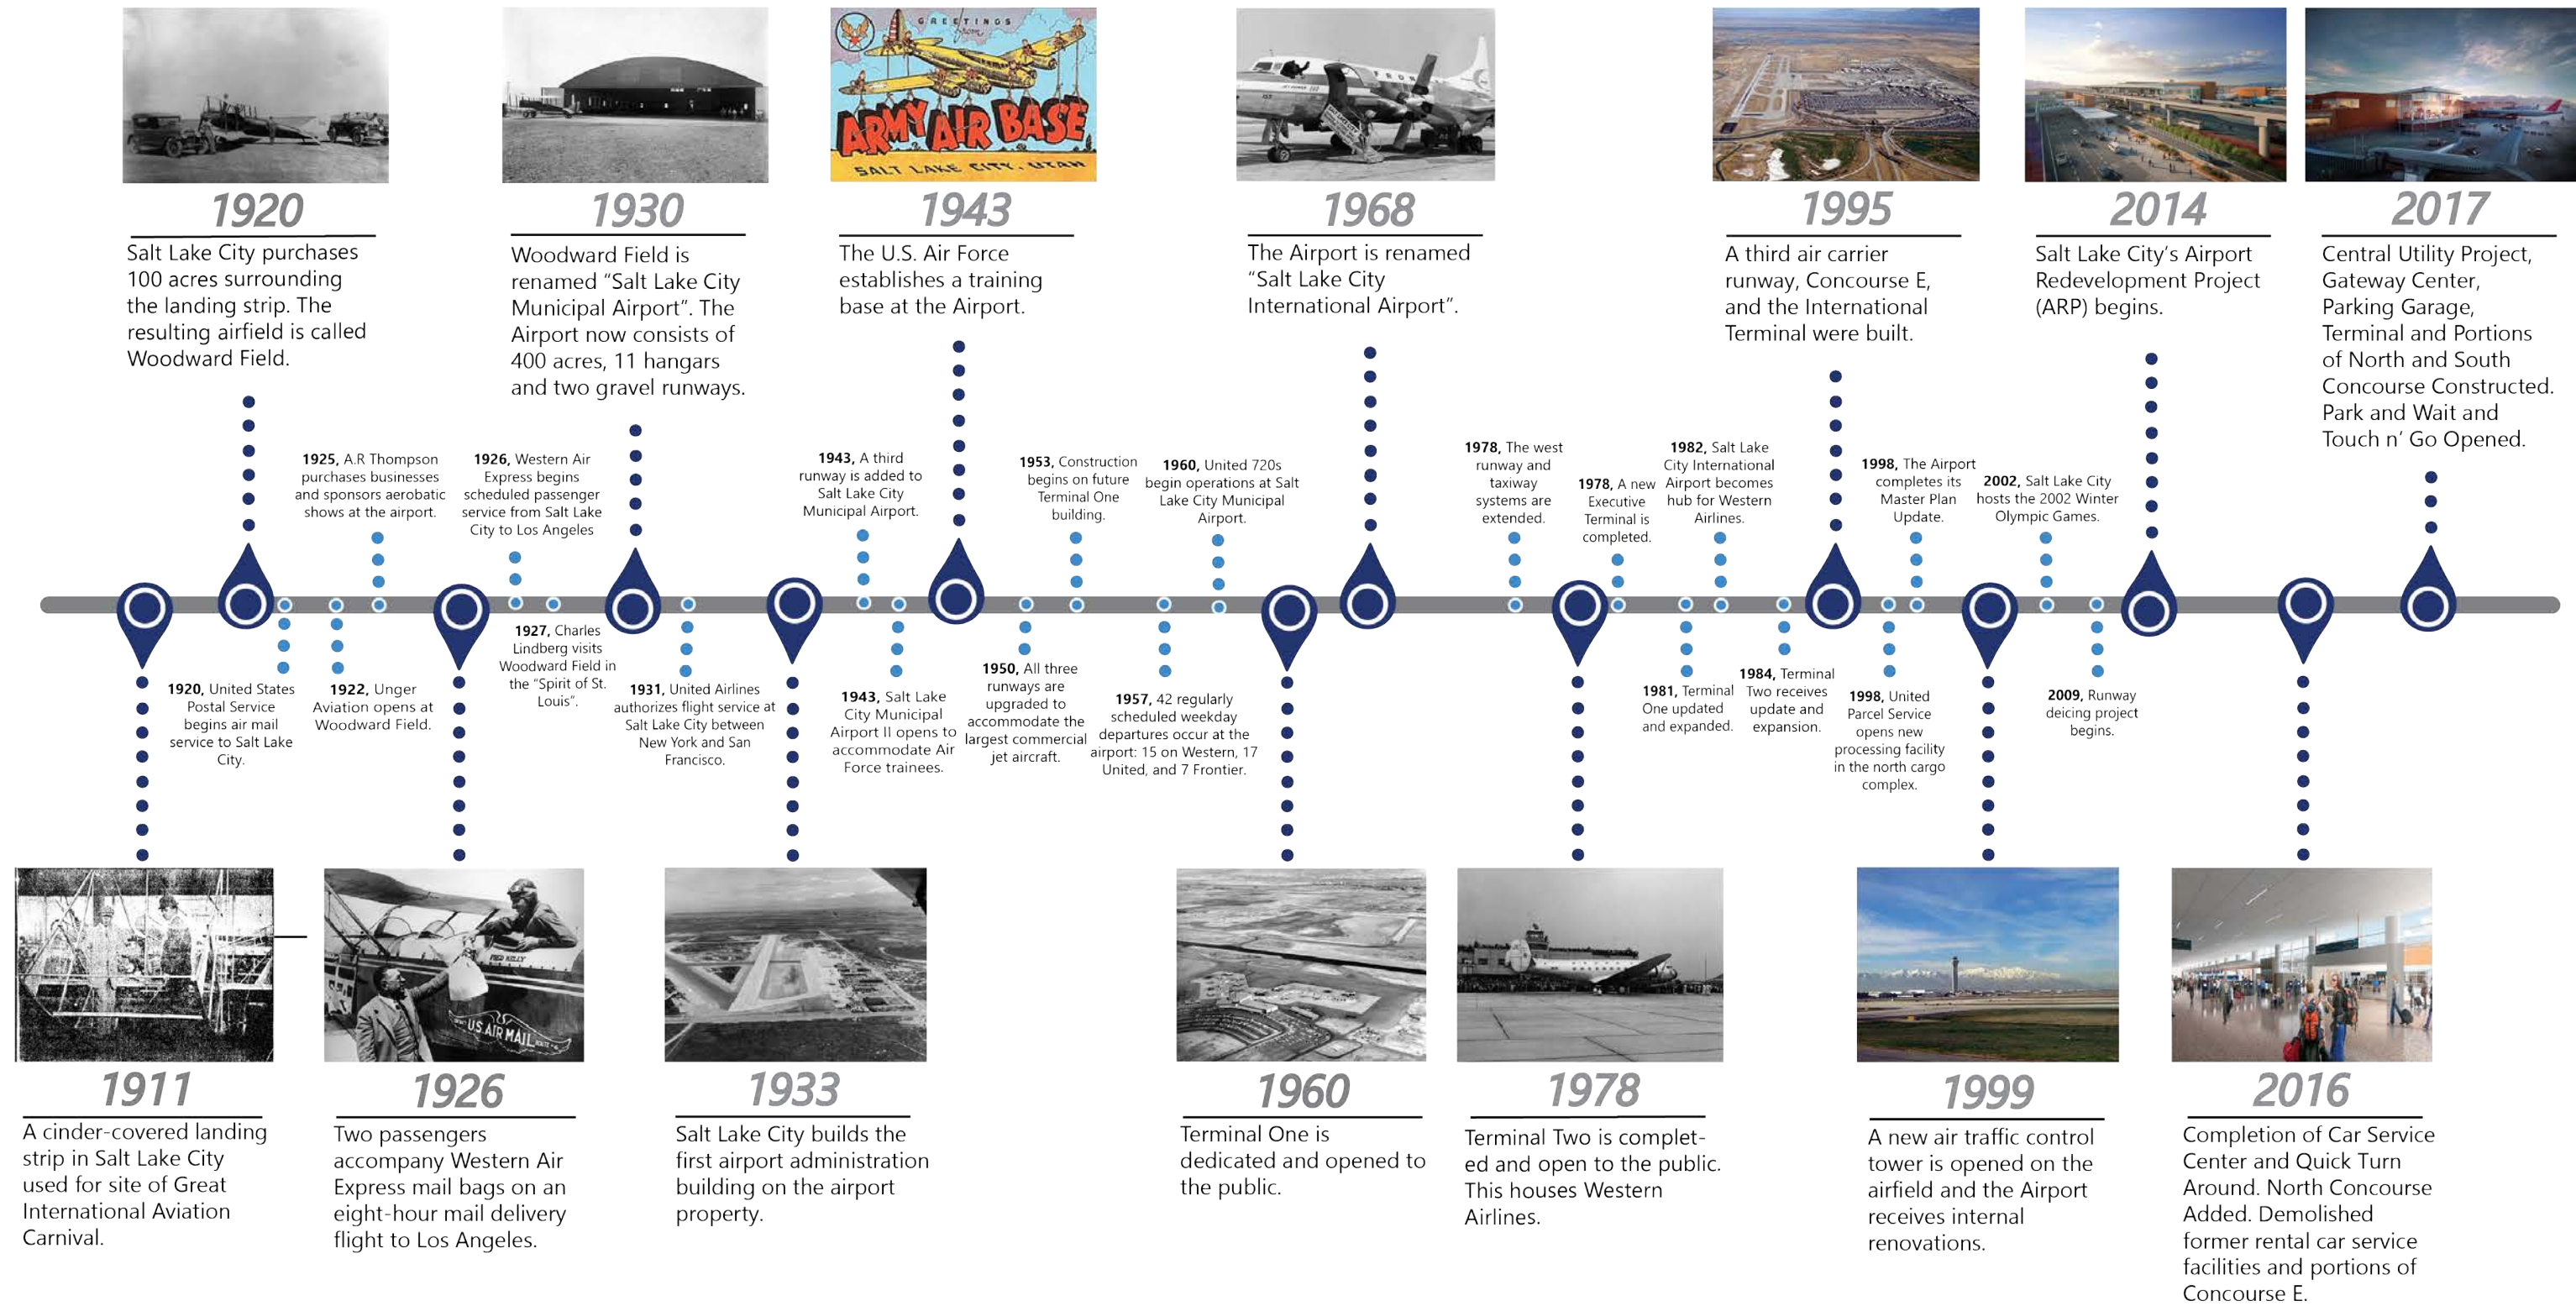 GREETINGS
from
ARMY AIR BASE
SALT LAKE CITY, UTAH
FRON
1920
Salt Lake City purchases
100 acres surrounding
the landing strip. The
resulting airfield is called
Woodward Field.
1930
Woodward Field is
renamed “Salt Lake City
Municipal Airport”. The
Airport now consists of
400 acres, 11 hangars
and two gravel runways.
1943
The U.S. Air Force
establishes a training
base at the Airport.
1968
The Airport is renamed
“Salt Lake City
International Airport”.
1995
A third air carrier
runway, Concourse E,
and the International
Terminal were built.
2014
Salt Lake City’s Airport
Redevelopment Project
(ARP) begins.
2017
Central Utility Project,
Gateway Center,
Parking Garage,
Terminal and Portions
of North and South
Concourse Constructed.
Park and Wait and
Touch n’ Go Opened.
1925, A.R Thompson
purchases businesses
and sponsors aerobatic
shows at the airport.
1926, Western Air
Express begins
scheduled passenger
service from Salt Lake
City to Los Angeles
1943, A third
runway is added to
Salt Lake City
Municipal Airport.
1953, Construction
begins on future
Terminal One
building.
1960, United 720s
begin operations at Salt
Lake City Municipal
Airport.
1978, The west
runway and
taxiway
systems are
extended.
1978, A new
Executive
Terminal is
completed.
1982, Salt Lake
City International
Airport becomes
hub for Western
Airlines.
1998, The Airport
completes its
Master Plan
Update.
2002, Salt Lake City
hosts the 2002 Winter
Olympic Games.
1920, United States
Postal Service
begins air mail
service to Salt Lake
City.
1922, Unger
Aviation opens at
Woodward Field.
1927, Charles
Lindberg visits
Woodward Field in
the “Spirit of St.
Louis”.
1931, United Airlines
authorizes flight service at
Salt Lake City between
New York and San
Francisco.
1943, Salt Lake
City Municipal
Airport II opens to
accommodate Air
Force trainees.
1950, All three
runways are
upgraded to
accommodate the
largest commercial
jet aircraft.
1957, 42 regularly
scheduled weekday
departures occur at the
airport: 15 on Western, 17
United, and 7 Frontier.
1981, Terminal
One updated
and expanded.
1984, Terminal
Two receives
update and
expansion.
1998, United
Parcel Service
opens new
processing facility
in the north cargo
complex.
2009, Runway
deicing project
begins.
FRED KELLY
U.S. AIR MAIL
1911
A cinder-covered landing
strip in Salt Lake City
used for site of Great
International Aviation
Carnival.
1926
Two passengers
accompany Western Air
Express mail bags on an
eight-hour mail delivery
flight to Los Angeles.
1933
Salt Lake City builds the
first airport administration
building on the airport
property.
1960
Terminal One is
dedicated and opened to
the public.
1978
Terminal Two is complet-
ed and open to the public.
This houses Western
Airlines.
1999
A new air traffic control
tower is opened on the
airfield and the Airport
receives internal
renovations.
2016
Completion of Car Service
Center and Quick Turn
Around. North Concourse
Added. Demolished
former rental car service
facilities and portions of
Concourse E.